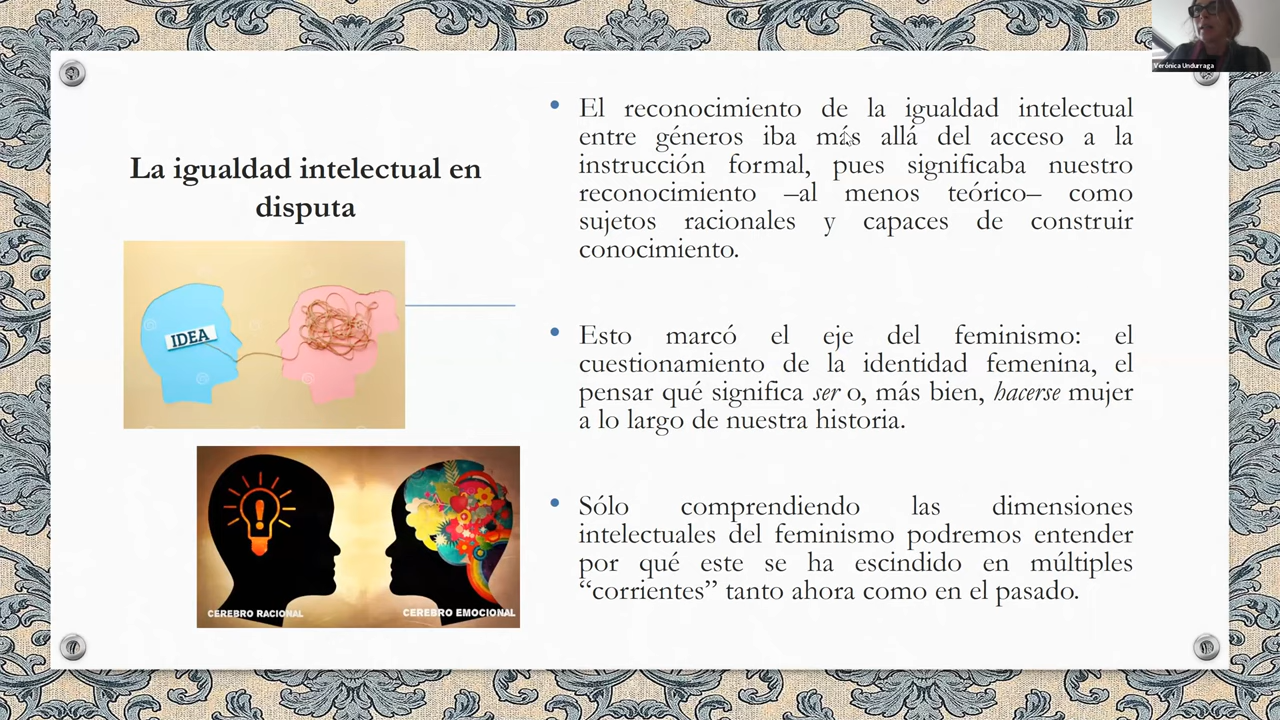 Verónica Undurraga
La igualdad intelectual en
disputa
IDEA
CEREBRO RACIONAL
CEREBRO EMOCIONAL
El reconocimiento de la igualdad intelectual
entre géneros iba más allá del acceso a la
instrucción formal, pues significaba nuestro
reconocimiento –al menos teórico– como
sujetos racionales y capaces de construir
conocimiento.
Esto marcó el eje del feminismo: el
cuestionamiento de la identidad femenina, el
pensar qué significa ser o, más bien, hacerse mujer
a lo largo de nuestra historia.
Sólo comprendiendo las dimensiones
intelectuales del feminismo podremos entender
por qué este se ha escindido en múltiples
“corrientes” tanto ahora como en el pasado.